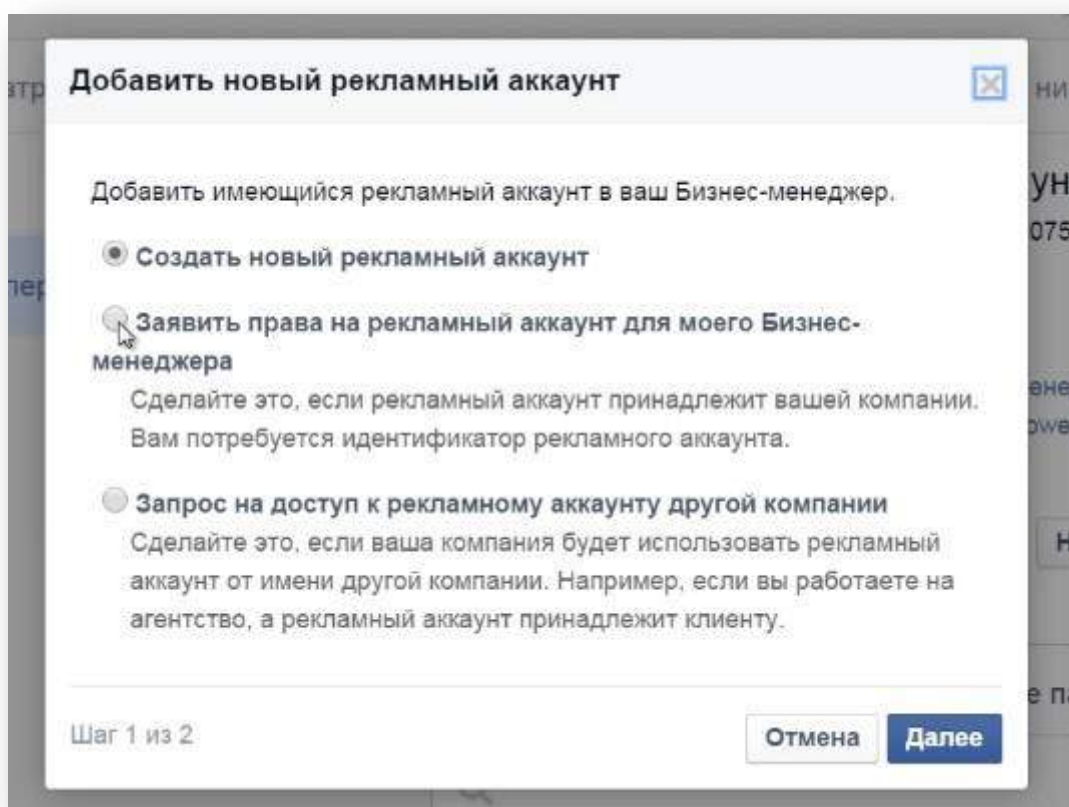 Добавить новый рекламный аккаунт
Добавить имеющийся рекламный аккаунт в ваш Бизнес-менеджер.
Создать новый рекламный аккаунт
Заявить права на рекламный аккаунт для моего Бизнес-
менеджера
Сделайте это, если рекламный аккаунт принадлежит вашей компании.
Вам потребуется идентификатор рекламного аккаунта.
Запрос на доступ к рекламному аккаунту другой компании
Сделайте это, если ваша компания будет использовать рекламный
аккаунт от имени другой компании. Например, если вы работаете на
агентство, а рекламный аккаунт принадлежит клиенту.
Шаг 1 из 2
Отмена
Далее
075